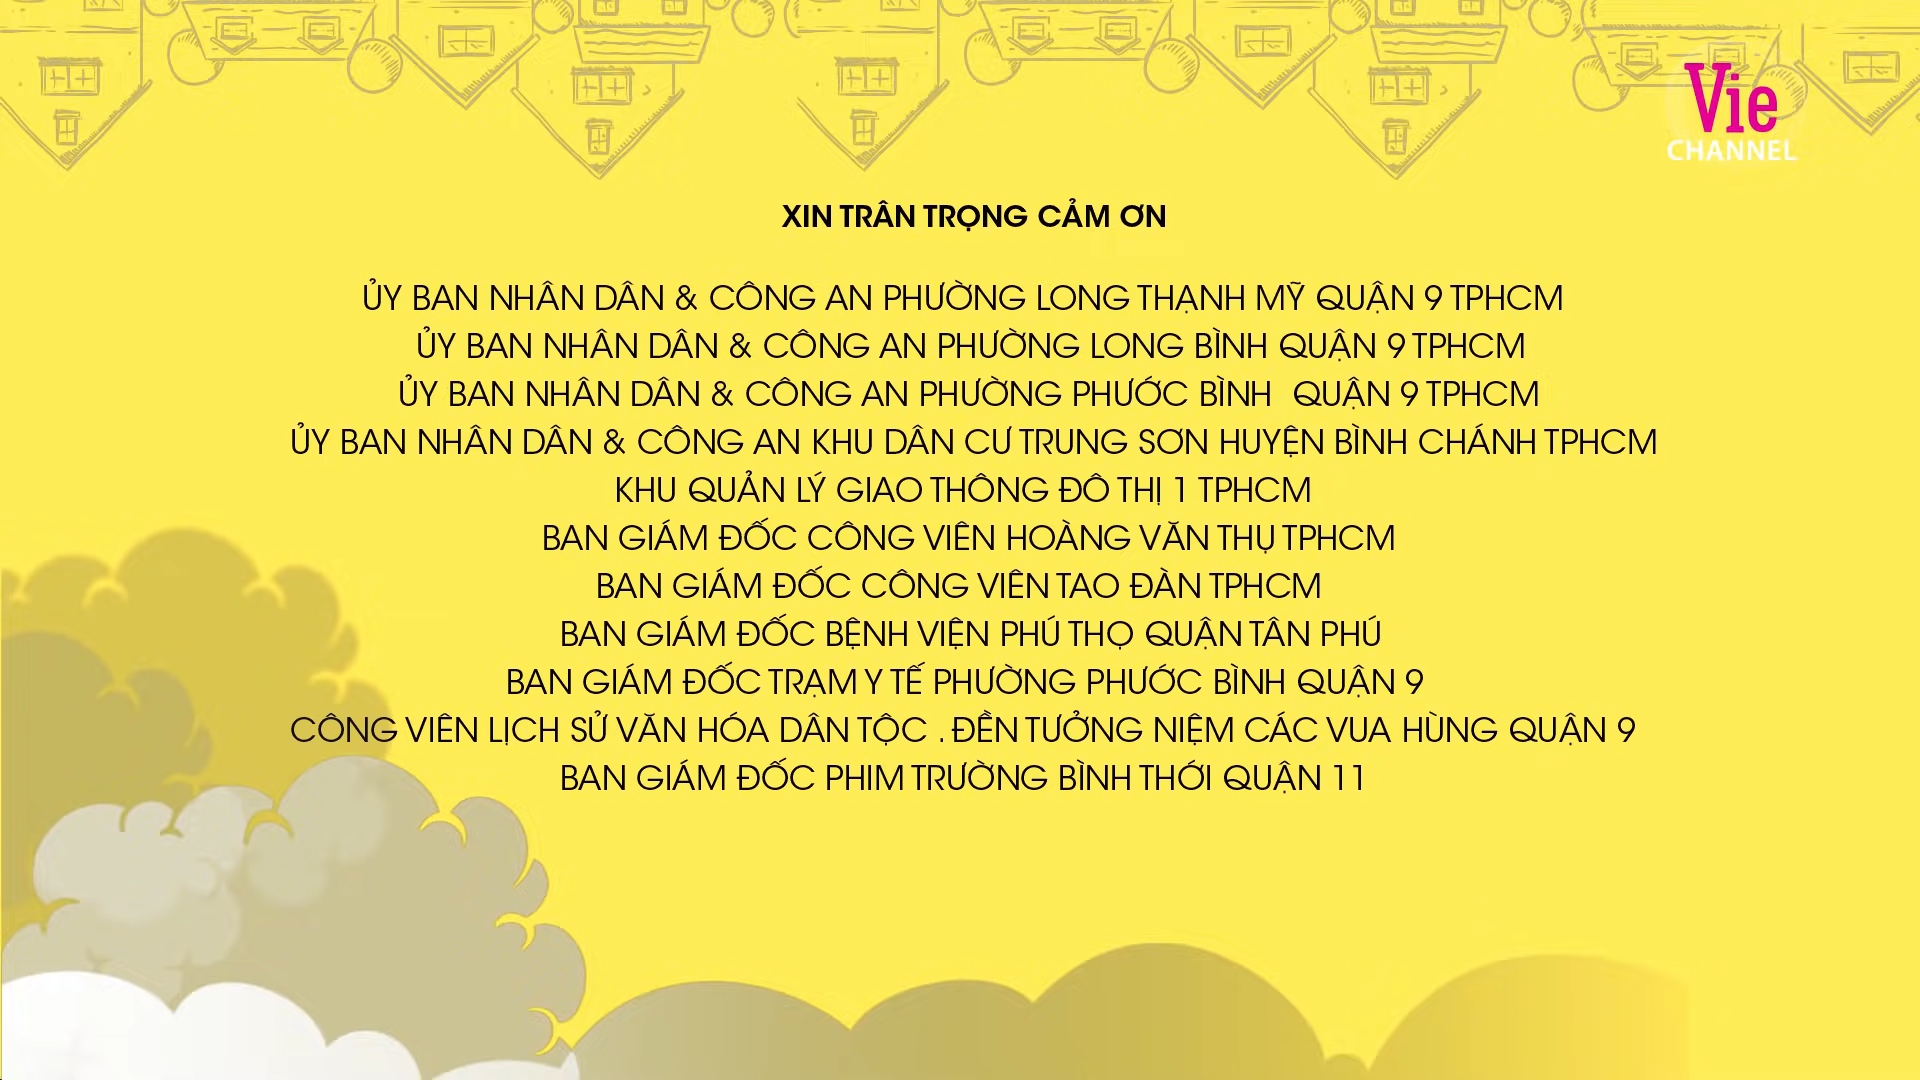 Vie
CHANNEL
XIN TRÂN TRỌNG CẢM ƠN
ỦY BAN NHÂN DÂN & CÔNG AN PHƯỜNG LONG THẠNH MỸ QUẬN 9 TPHCM
ỦY BAN NHÂN DÂN & CÔNG AN PHƯỜNG LONG BÌNH QUẬN 9 TPHCM
ỦY BAN NHÂN DÂN & CÔNG AN PHƯỜNG PHƯỚC BÌNH  QUẬN 9 TPHCM
ỦY BAN NHÂN DÂN & CÔNG AN KHU DÂN CƯ TRUNG SƠN HUYỆN BÌNH CHÁNH TPHCM
KHU QUẢN LÝ GIAO THÔNG ĐÔ THỊ 1 TPHCM
BAN GIÁM ĐỐC CÔNG VIÊN HOÀNG VĂN THỤ TPHCM
BAN GIÁM ĐỐC CÔNG VIÊN TAO ĐÀN TPHCM
BAN GIÁM ĐỐC BỆNH VIỆN PHÚ THỌ QUẬN TÂN PHÚ
BAN GIÁM ĐỐC TRẠM Y TẾ PHƯỜNG PHƯỚC BÌNH QUẬN 9
CÔNG VIÊN LỊCH SỬ VĂN HÓA DÂN TỘC . ĐỀN TƯỞNG NIỆM CÁC VUA HÙNG QUẬN 9
BAN GIÁM ĐỐC PHIM TRƯỜNG BÌNH THỚI QUẬN 11